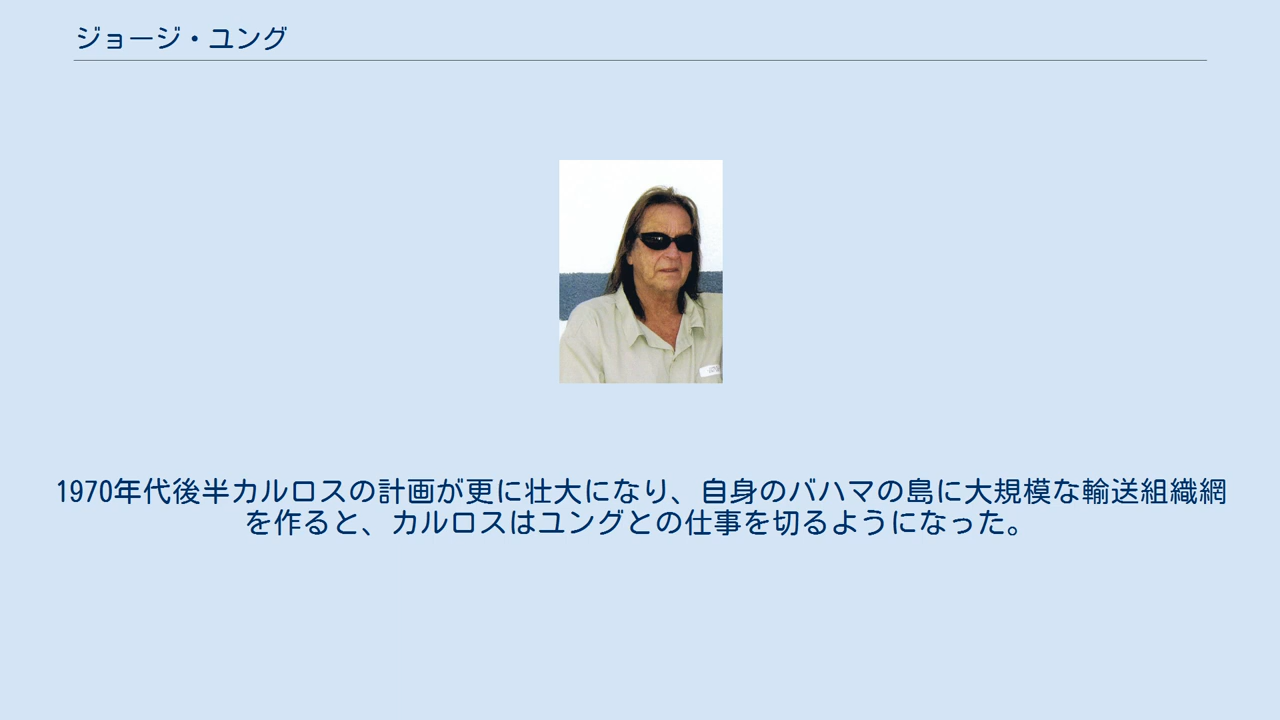 ジョージ・ユング
1970年代後半カルロスの計画が更に壮大になり、自身のバハマの島に大規模な輸送組織網
を作ると、カルロスはユングとの仕事を切るようになった。